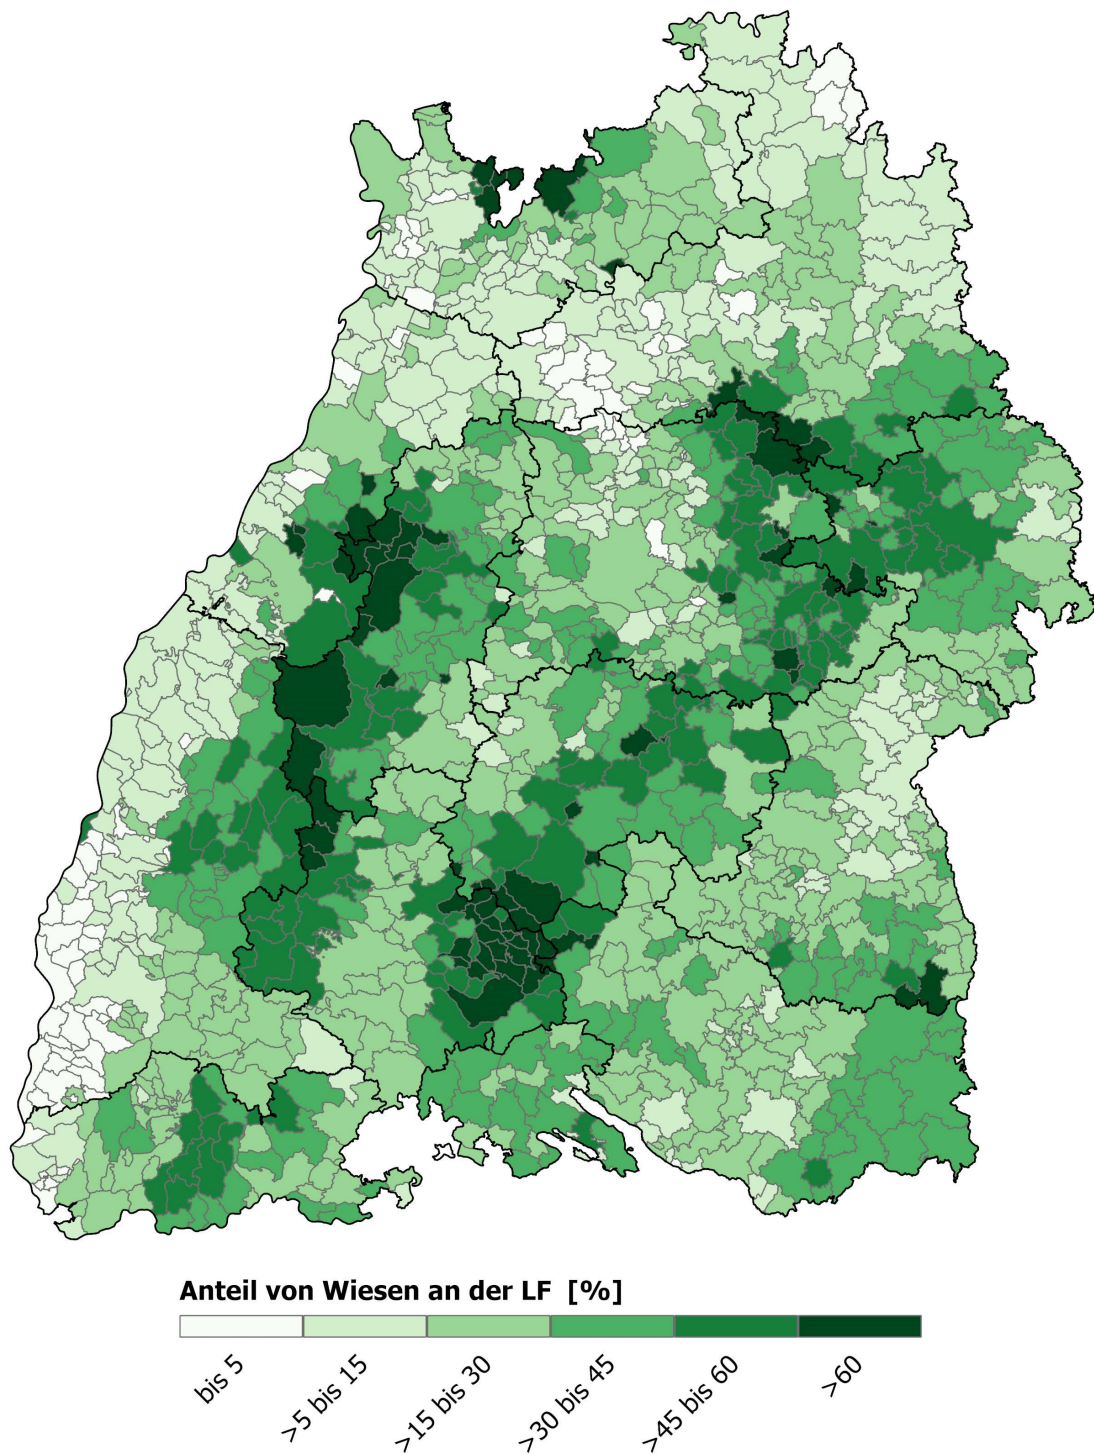 Anteil von Wiesen an der LF [%]
bis 5
>5 bis 15
>15 bis 30
>30 bis 45
>45 bis 60
>60